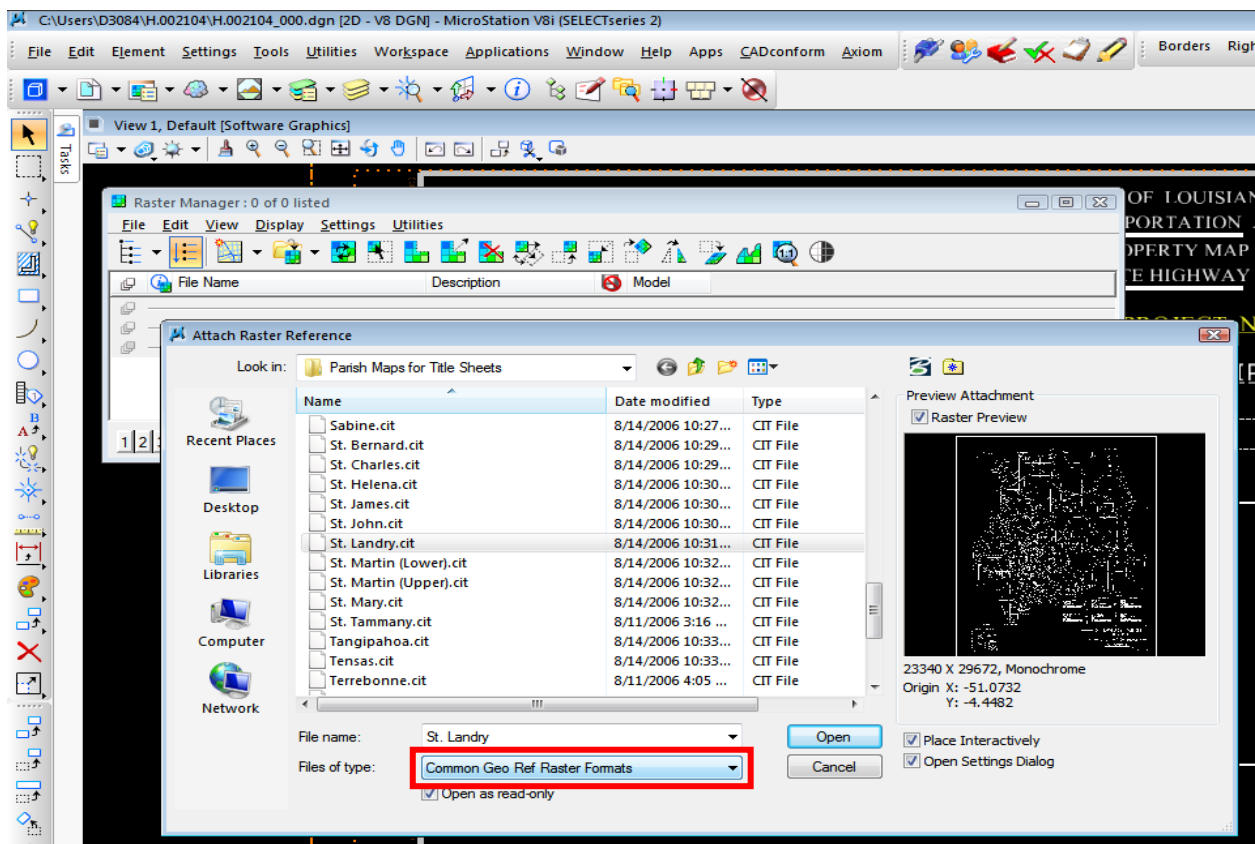 C:\Users\D3084\H.002104\H.002104_000.dgn [2D - V8 DGN] - MicroStation V8i (SELECTseries 2)
File Edit Element Settings Tools Utilities Workspace Applications Window Help Apps CADconform Axiom Borders
View 1, Default [Software Graphics]
Tasks
Raster Manager : 0 of 0 listed
File Edit View Display Settings Utilities
1:1
File Name Description Model
OF LOUISIAN
PORTATION
OPERTY MAP
TE HIGHWAY
1 2
Attach Raster Reference
Look in: Parish Maps for Title Sheets
Recent Places
Desktop
Libraries
Computer
Network
Name Date modified Type
Sabine.cit 8/14/2006 10:27... CIT File
St. Bernard.cit 8/14/2006 10:29... CIT File
St. Charles.cit 8/14/2006 10:29... CIT File
St. Helena.cit 8/14/2006 10:30... CIT File
St. James.cit 8/14/2006 10:30... CIT File
St. John.cit 8/14/2006 10:30... CIT File
St. Landry.cit 8/14/2006 10:31... CIT File
St. Martin (Lower).cit 8/14/2006 10:32... CIT File
St. Martin (Upper).cit 8/14/2006 10:32... CIT File
St. Mary.cit 8/14/2006 10:32... CIT File
St. Tammany.cit 8/11/2006 3:16 ... CIT File
Tangipahoa.cit 8/14/2006 10:33... CIT File
Tensas.cit 8/14/2006 10:33... CIT File
Terrebonne.cit 8/11/2006 4:05 ... CIT File
File name: St. Landry
Files of type: Common Geo Ref Raster Formats
Open as read-only
Open
Cancel
Preview Attachment
Raster Preview
23340 X 29672, Monochrome
Origin X: -51.0732
Y: -4.4482
Place Interactively
Open Settings Dialog